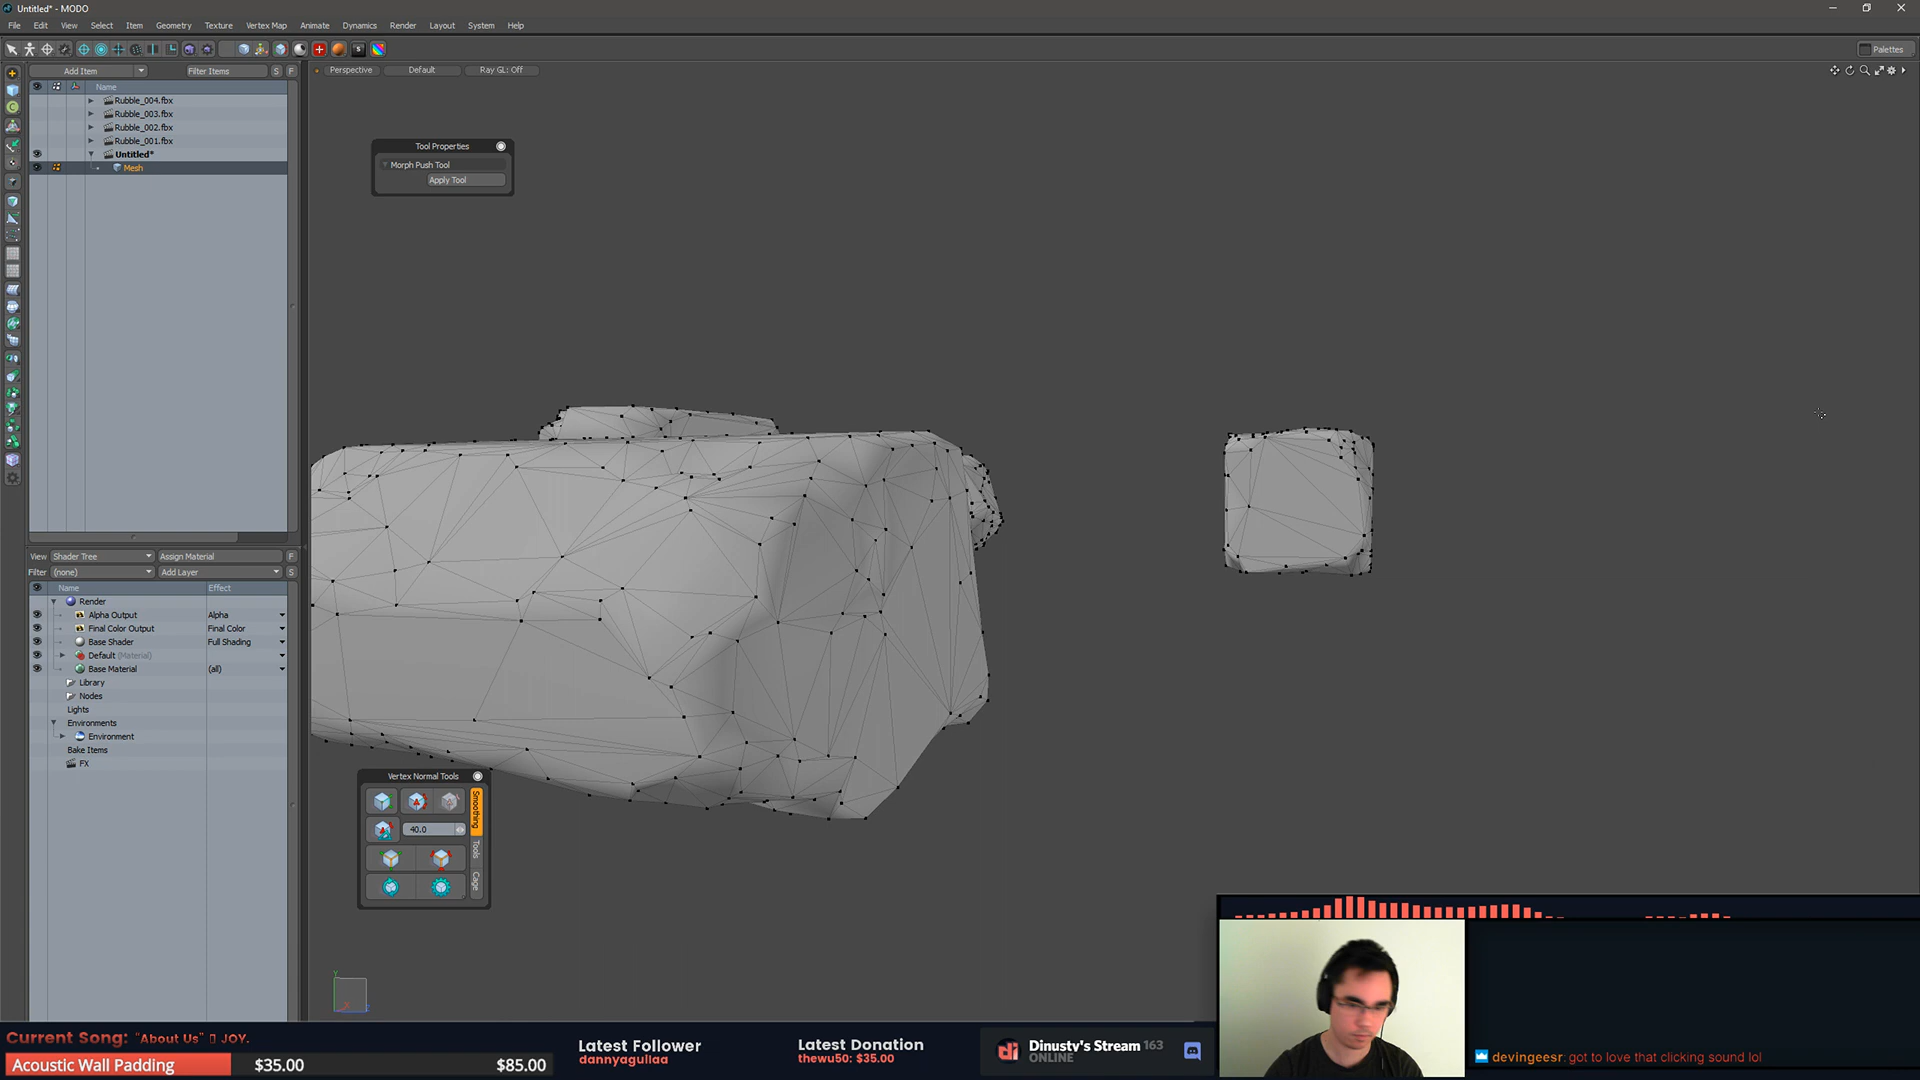 Untitled* - MODO
File Edit View Select Item Geometry Texture Vertex Map Animate Dynamics Render Layout System Help
Palettes
Add Item Filter Items S F
Perspective Default Ray GL: Off
Name
Rubble_004.fbx
Rubble_003.fbx
Rubble_002.fbx
Rubble_001.fbx
Untitled*
Mesh
Tool Properties
Morph Push Tool
Apply Tool
View Shader Tree Assign Material F
Filter (none) Add Layer S
Name Effect
Render
Alpha Output Alpha
Final Color Output Final Color
Base Shader Full Shading
Default (Material)
Base Material (all)
Library
Nodes
Lights
Environments
Environment
Bake Items
FX
Vertex Normal Tools
40.0
Smoothing
Tools
Cage
Y
X
Current Song: "About Us" JOY.
Acoustic Wall Padding $35.00 $85.00
Latest Follower
dannyaguliaa
Latest Donation
thewu50: $35.00
Dinusty's Stream 163
ONLINE
devingeesr: got to love that clicking sound lol